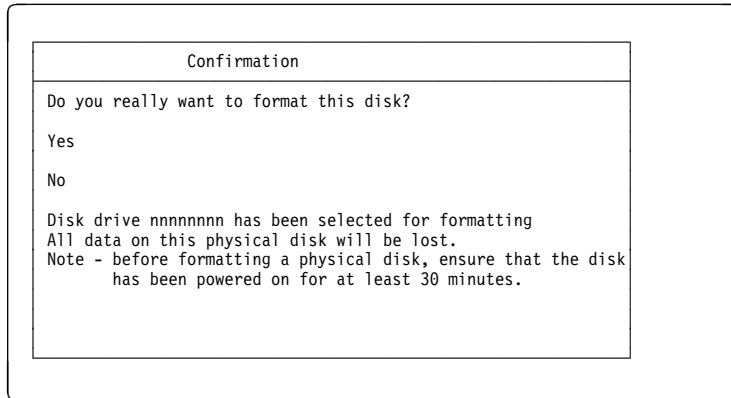 Confirmation
Do you really want to format this disk?
Yes
No
Disk drive nnnnnnnn has been selected for formatting
All data on this physical disk will be lost.
Note - before formatting a physical disk, ensure that the disk
has been powered on for at least 30 minutes.